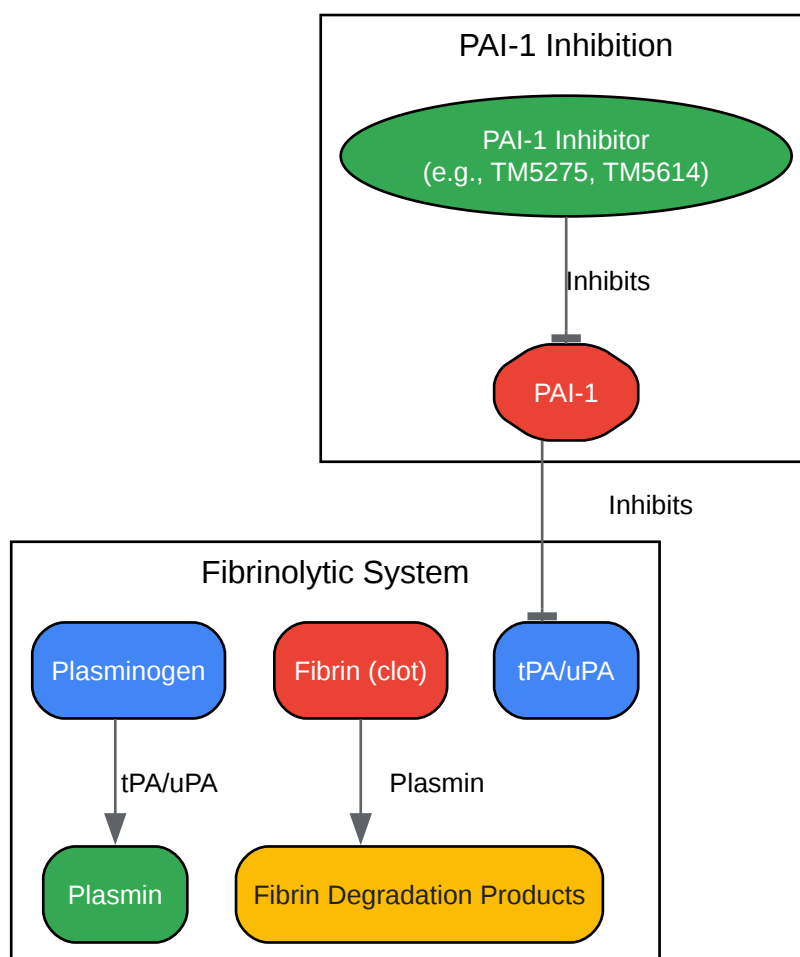 PAI-1 Inhibition
PAI-1 Inhibitor
(e.g., TM5275, TM5614)
Inhibits
PAI-1
Inhibits
Fibrinolytic System
Plasminogen
Fibrin (clot)
tPA/uPA
tPA/uPA
Plasmin
Plasmin
Fibrin Degradation Products